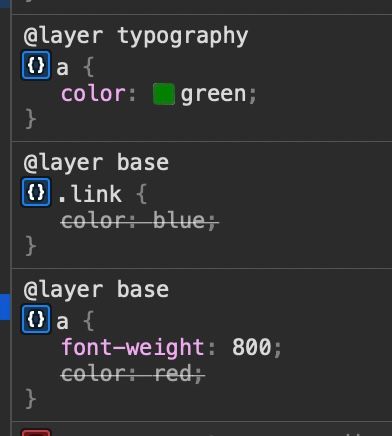 @layer typography
{} a {
color: green;
}
@layer base
{} .link {
color: blue;
}
@layer base
{} a {
font-weight: 800;
color: red;
}